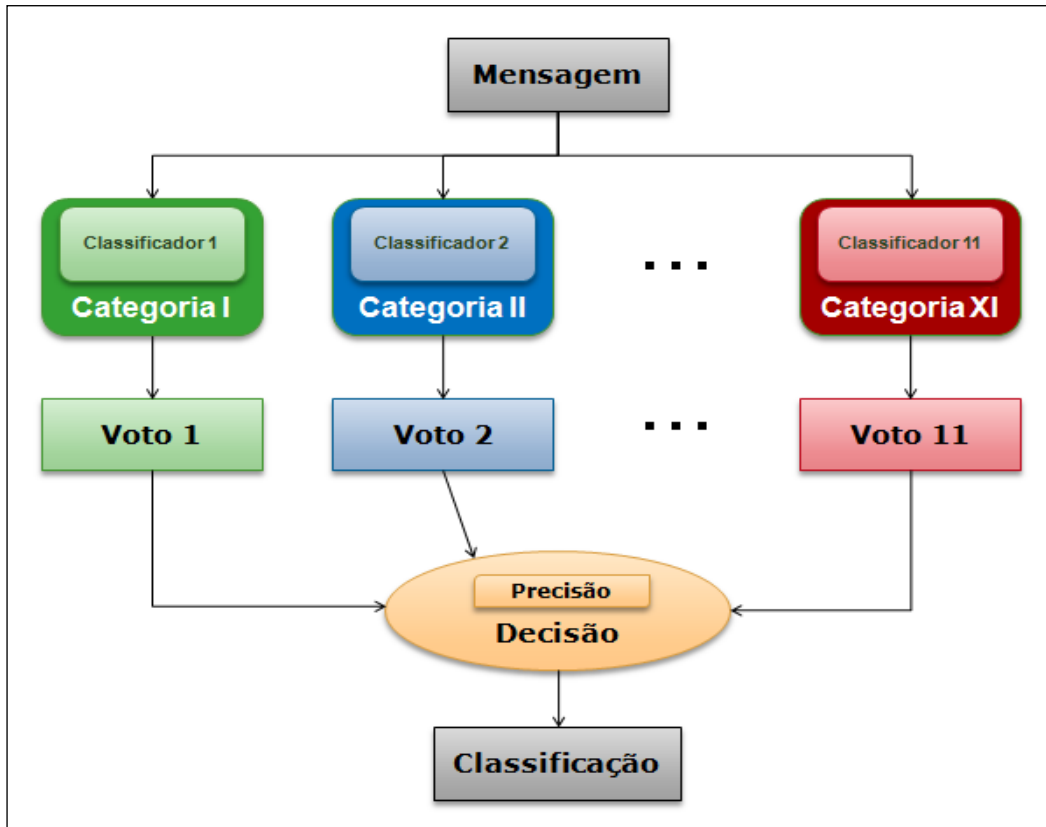 Mensagem
Classificador 1
Classificador 2
Classificador 11
...
Categoria I
Categoria II
Categoria XI
Voto 1
Voto 2
...
Voto 11
Precisão
Decisão
Classificação